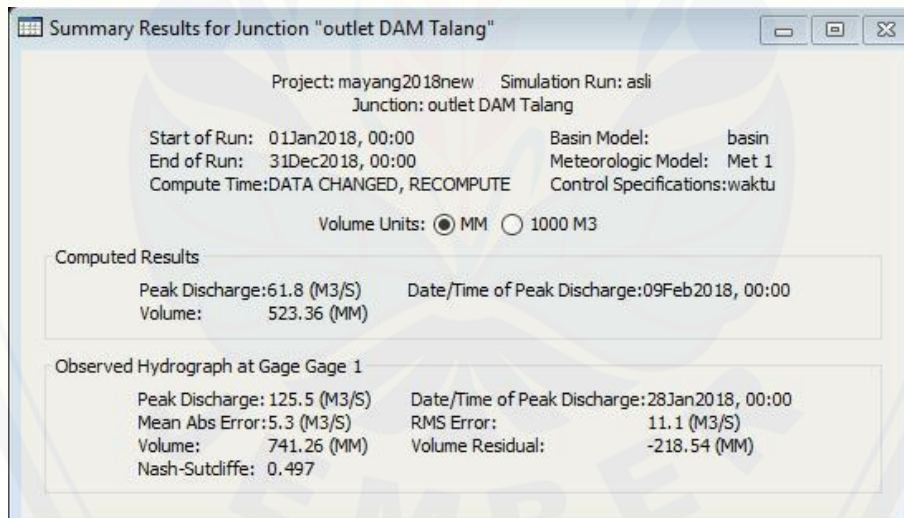 Summary Results for Junction "outlet DAM Talang"
Project: mayang2018new Simulation Run: asli
Junction: outlet DAM Talang
Start of Run: 01Jan2018, 00:00 Basin Model: basin
End of Run: 31Dec2018, 00:00 Meteorologic Model: Met 1
Compute Time:DATA CHANGED, RECOMPUTE Control Specifications:waktu
Volume Units: MM 1000 M3
Computed Results
Peak Discharge:61.8 (M3/S) Date/Time of Peak Discharge:09Feb2018, 00:00
Volume: 523.36 (MM)
Observed Hydrograph at Gage Gage 1
Peak Discharge: 125.5 (M3/S) Date/Time of Peak Discharge:28Jan2018, 00:00
Mean Abs Error:5.3 (M3/S) RMS Error: 11.1 (M3/S)
Volume: 741.26 (MM) Volume Residual: -218.54 (MM)
Nash-Sutcliffe: 0.497